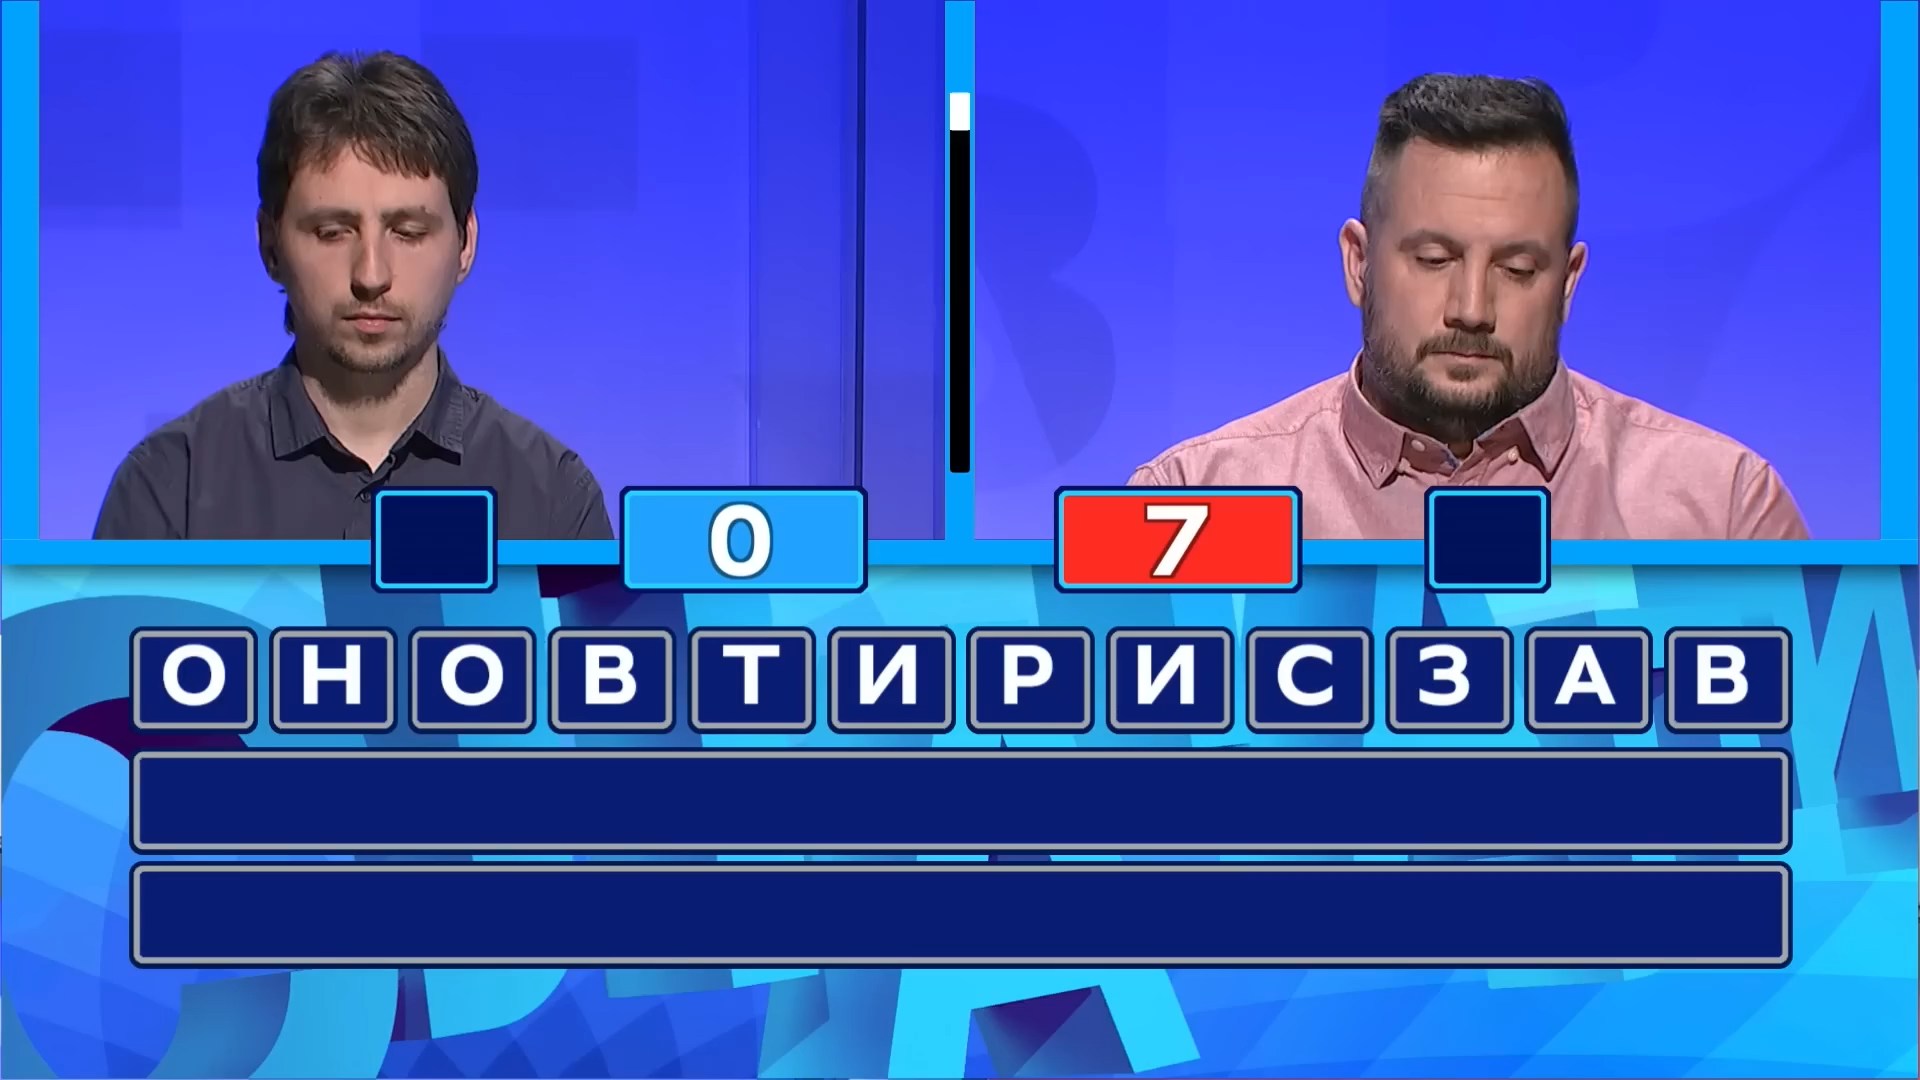 0 7
О Н О В Т И Р И С З А В